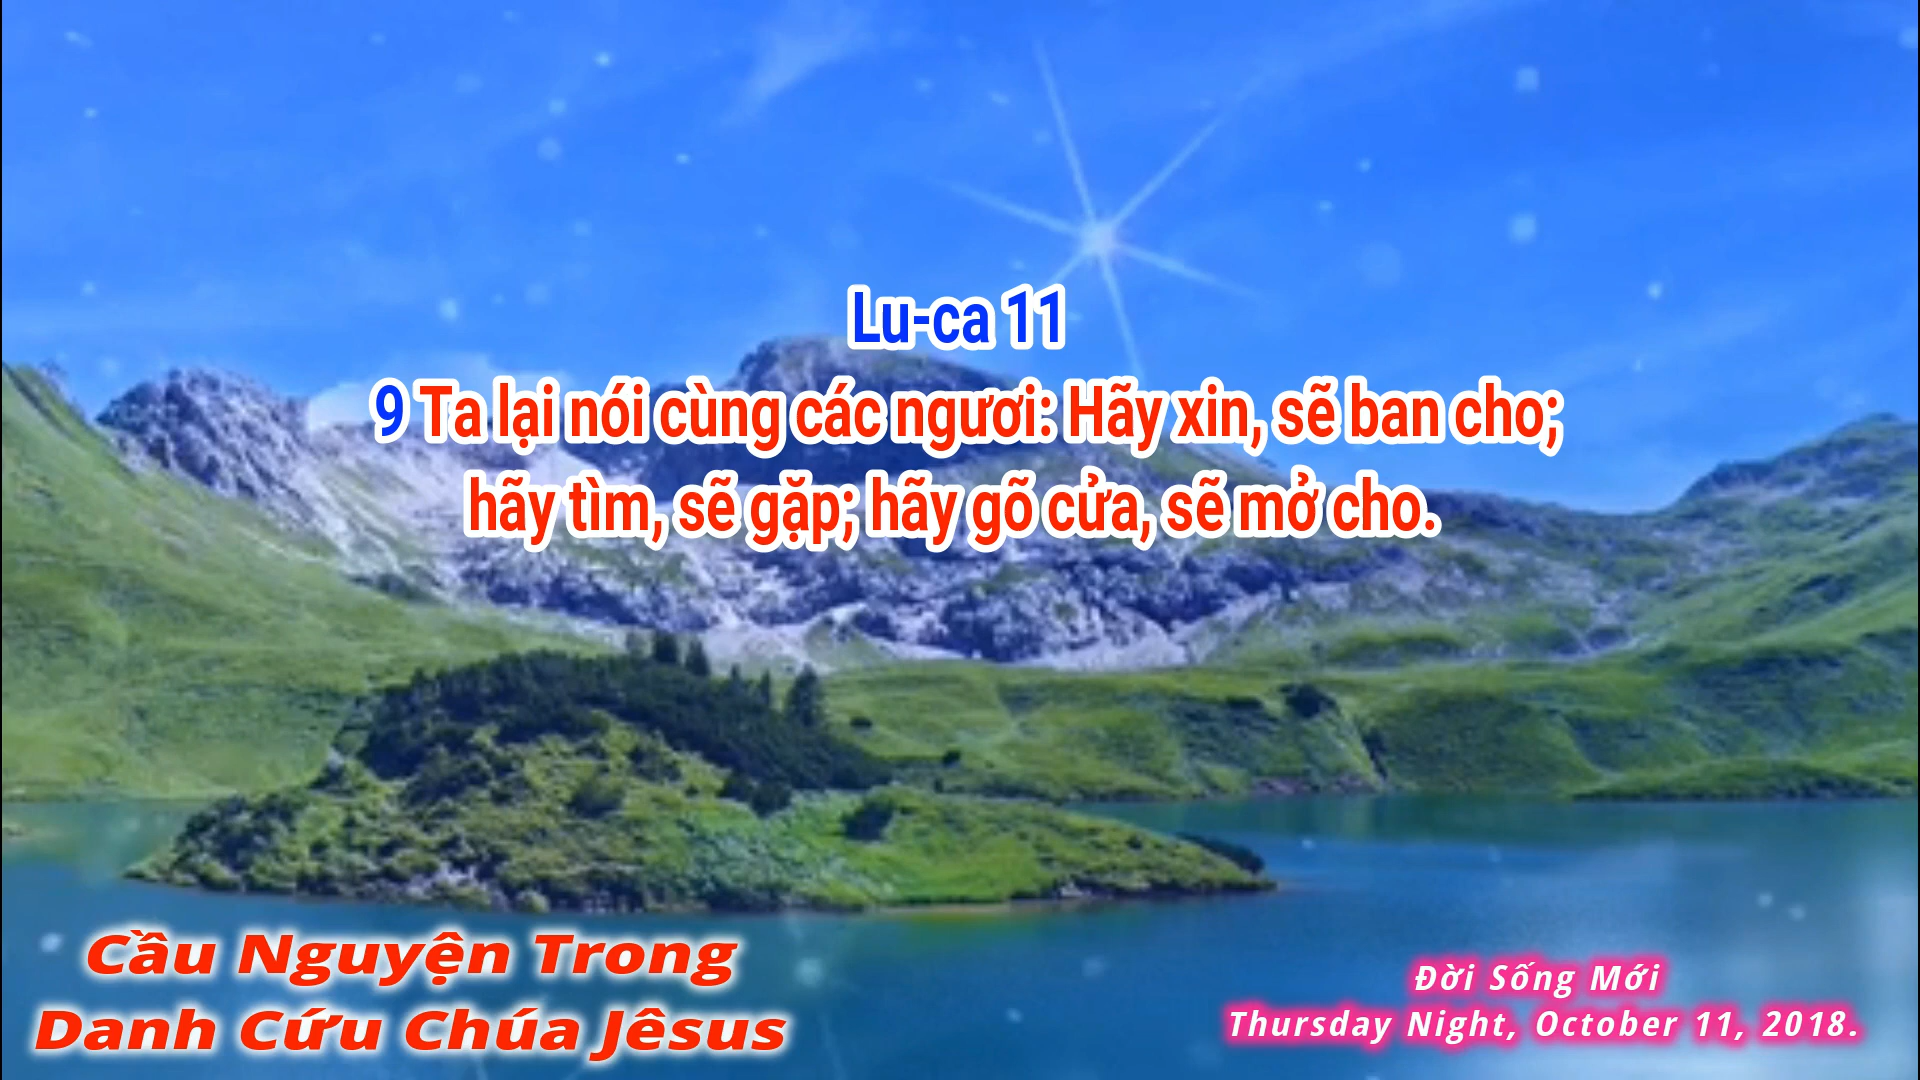 Lu-ca 11
9 Ta lại nói cùng các ngươi: Hãy xin, sẽ ban cho;
hãy tìm, sẽ gặp; hãy gõ cửa, sẽ mở cho.
Cầu Nguyện Trong
Danh Cứu Chúa Jêsus
Đời Sống Mới
Thursday Night, October 11, 2018.